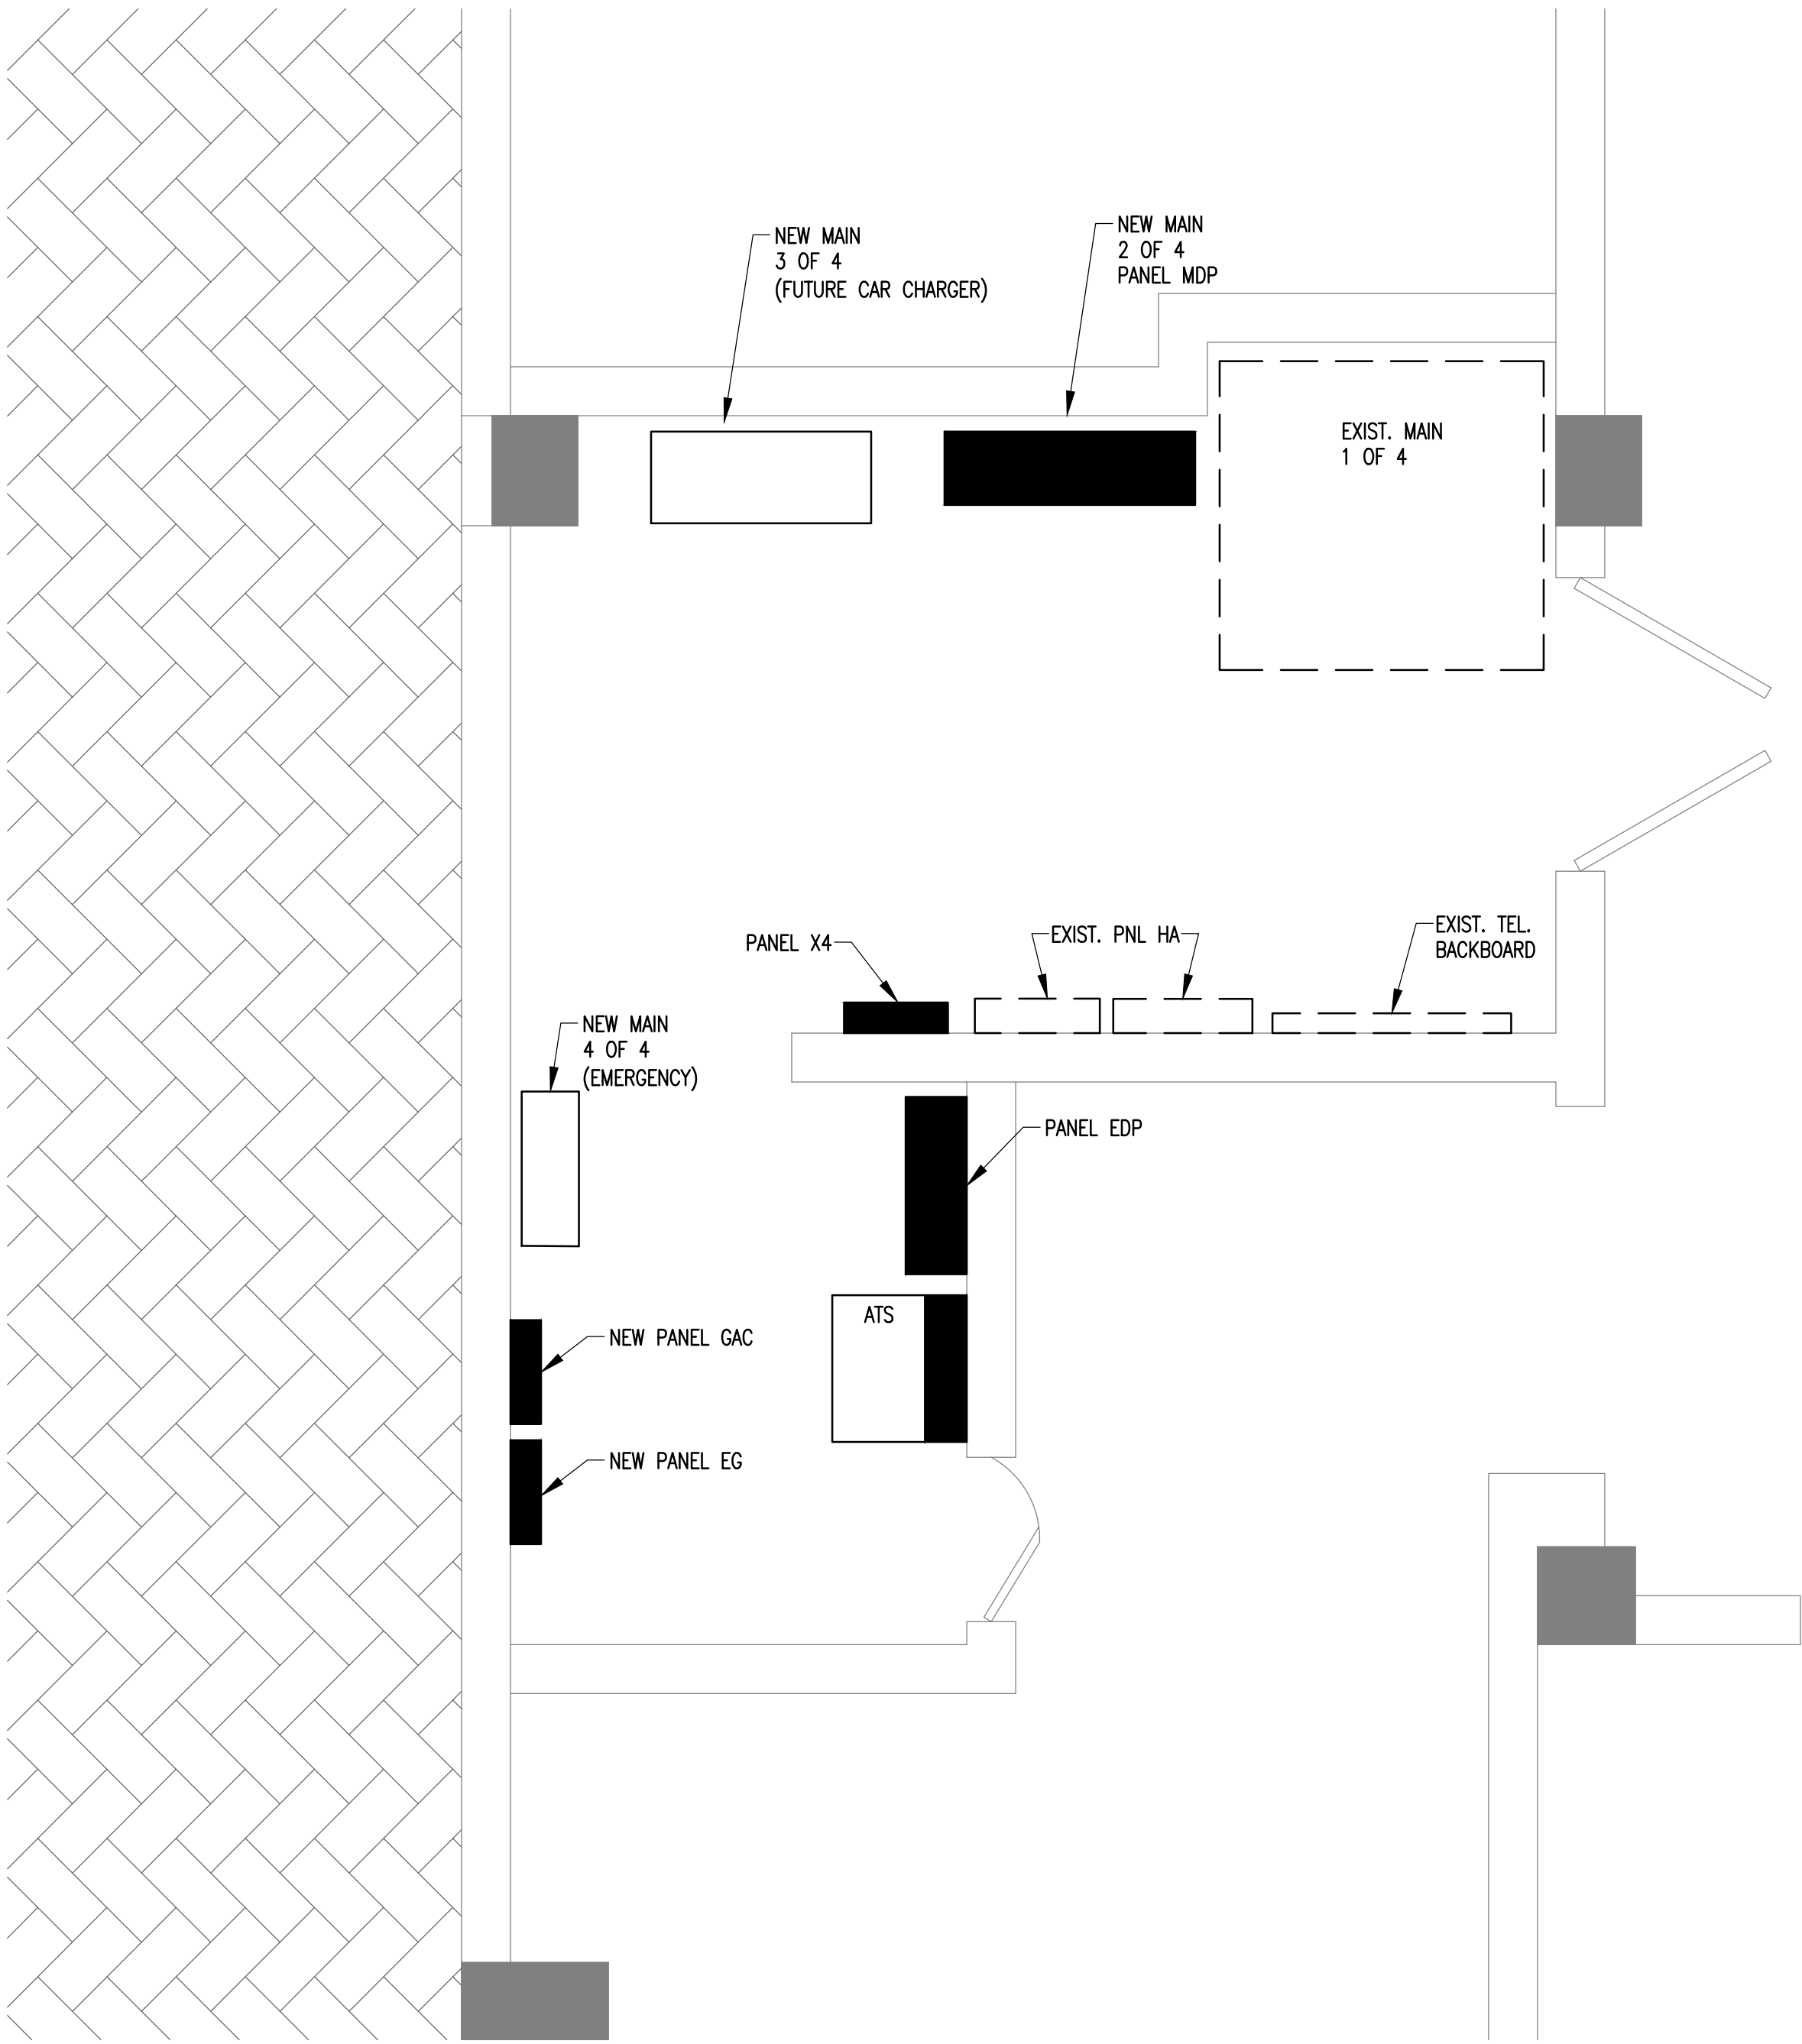 NEW MAIN
3 OF 4
(FUTURE CAR CHARGER)
NEW MAIN
2 OF 4
PANEL MDP
EXIST. MAIN
1 OF 4
PANEL X4
EXIST. PNL HA
EXIST. TEL.
BACKBOARD
NEW MAIN
4 OF 4
(EMERGENCY)
PANEL EDP
ATS
NEW PANEL GAC
NEW PANEL EG